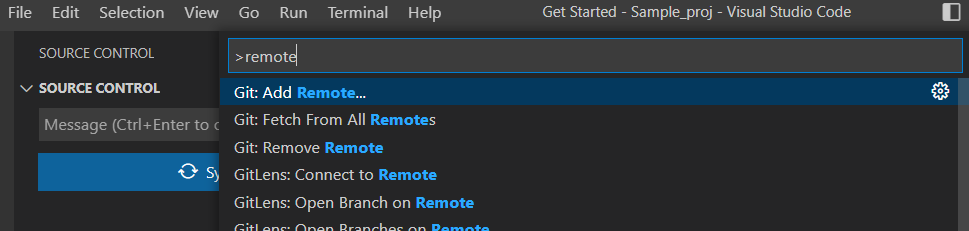 File Edit Selection View Go Run Terminal Help Get Started - Sample_proj - Visual Studio Code
SOURCE CONTROL
>remote
SOURCE CONTROL
Git: Add Remote...
Message (Ctrl+Enter to c
Git: Fetch From All Remotes
Git: Remove Remote
Sy
GitLens: Connect to Remote
GitLens: Open Branch on Remote
GitLens: Open Branches on Remote